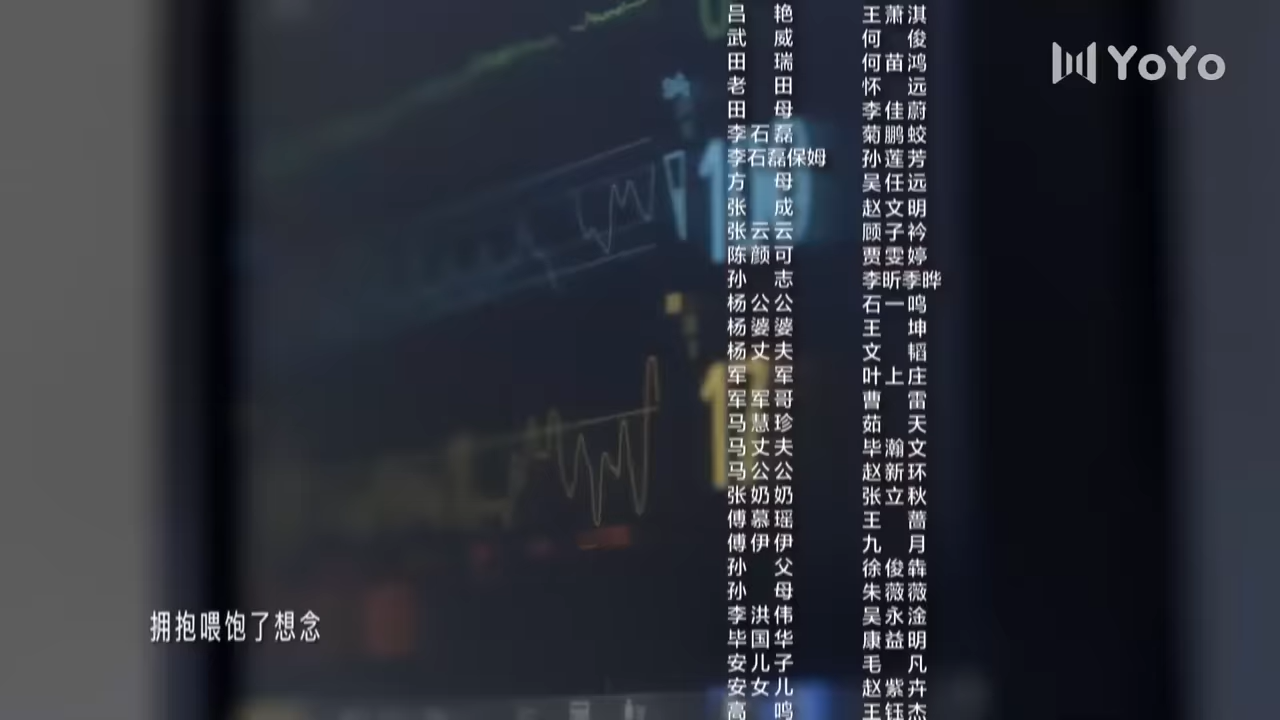 吕艳 王萧淇
武威 何俊
田瑞 何苗鸿
老田 怀远
田母 李佳蔚
李石磊 菊鹏蛟
李石磊保姆 孙莲芳
方母 吴任远
张成 赵文明
张云云 顾子衿
陈颜可 贾雯婷
孙志 李昕季晔
杨公公 石一鸣
杨婆婆 王坤
杨丈夫 文韬
军军 叶上庄
军军哥 曹雷
马慧珍 茹天
马丈夫 毕瀚文
马公公 赵新环
张奶奶 张立秋
傅慕瑶 王蔷
傅伊伊 九月
孙父 徐俊犇
孙母 朱薇薇
李洪伟 吴永淦
毕国华 康益明
安儿子 毛凡
安女儿 赵紫卉
高鸣 王钰杰
YoYo
10
11
拥抱喂饱了想念